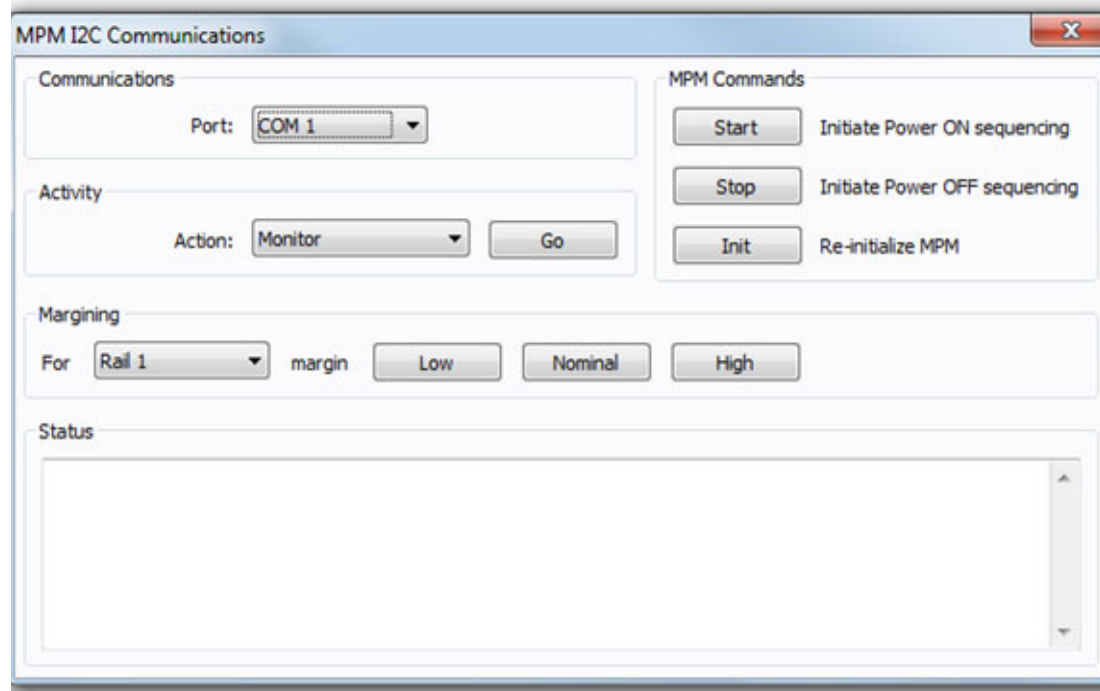 MPM I2C Communications
Communications
Port: COM 1
Activity
Action: Monitor Go
MPM Commands
Start Initiate Power ON sequencing
Stop Initiate Power OFF sequencing
Init Re-initialize MPM
Margining
For Rail 1 margin Low Nominal High
Status